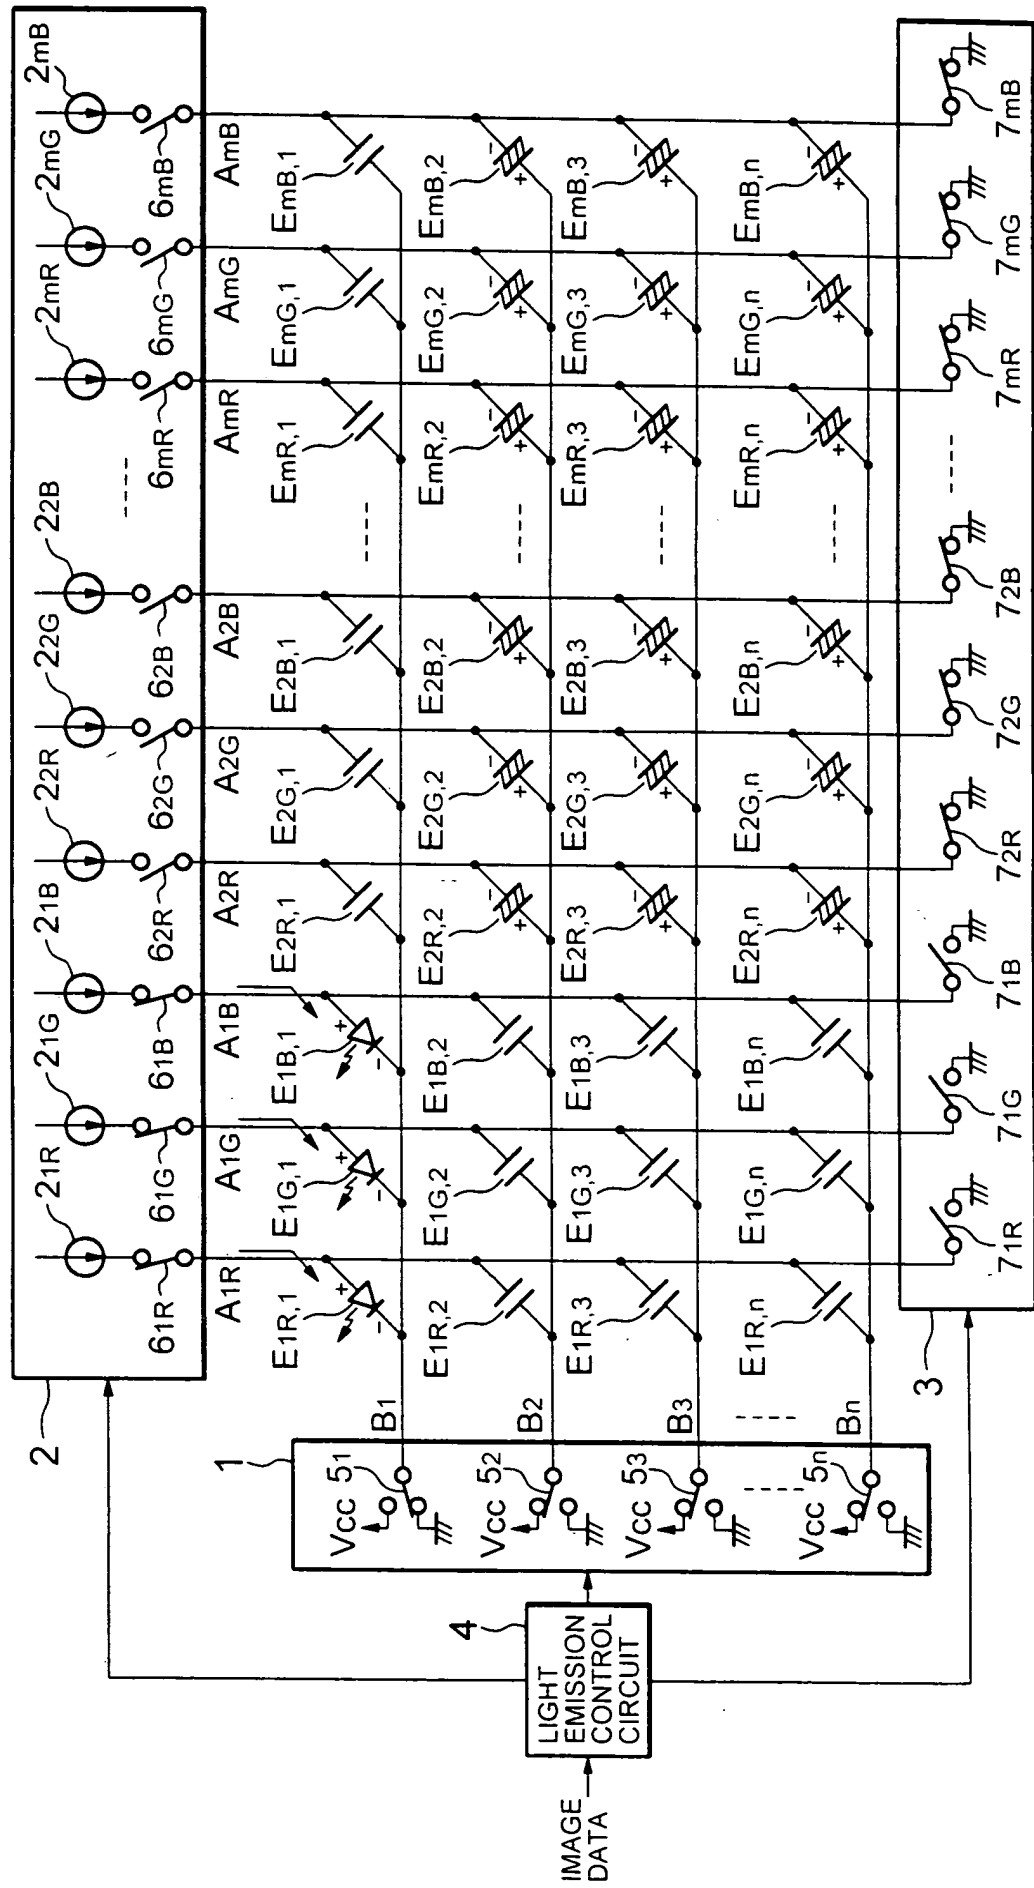 2
21R 21G 21B 22R 22G 22B 2mR 2mG 2mB
61R 61G 61B 62R 62G 62B 6mR 6mG 6mB
A1R A1G A1B A2R A2G A2B AmR AmG AmB
E1R,1 E1G,1 E1B,1 E2R,1 E2G,1 E2B,1 EmR,1 EmG,1 EmB,1
+ + +
- - -
1
Vcc 51 B1
E1R,2 E1G,2 E1B,2 E2R,2 E2G,2 E2B,2 EmR,2 EmG,2 EmB,2
- - - - - -
+ + + + + +
Vcc 52 B2
E1R,3 E1G,3 E1B,3 E2R,3 E2G,3 E2B,3 EmR,3 EmG,3 EmB,3
- - - - - -
+ + + + + +
Vcc 53 B3
E1R,n E1G,n E1B,n E2R,n E2G,n E2B,n EmR,n EmG,n EmB,n
- - - - - -
+ + + + + +
Vcc 5n Bn
4
LIGHT
EMISSION
CONTROL
CIRCUIT
IMAGE
DATA
3
71R 71G 71B 72R 72G 72B 7mR 7mG 7mB